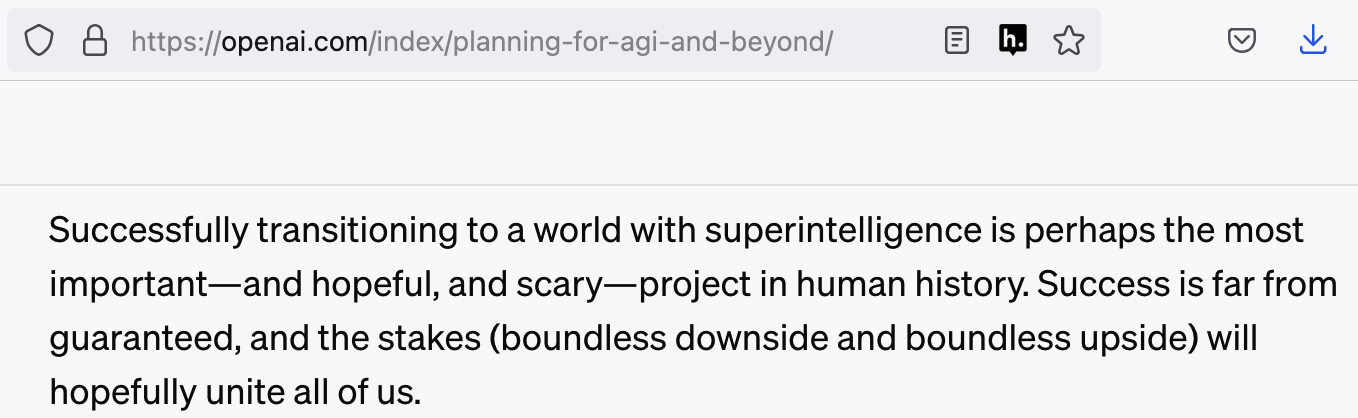 https://openai.com/index/planning-for-agi-and-beyond/
h.
Successfully transitioning to a world with superintelligence is perhaps the most
important—and hopeful, and scary—project in human history. Success is far from
guaranteed, and the stakes (boundless downside and boundless upside) will
hopefully unite all of us.